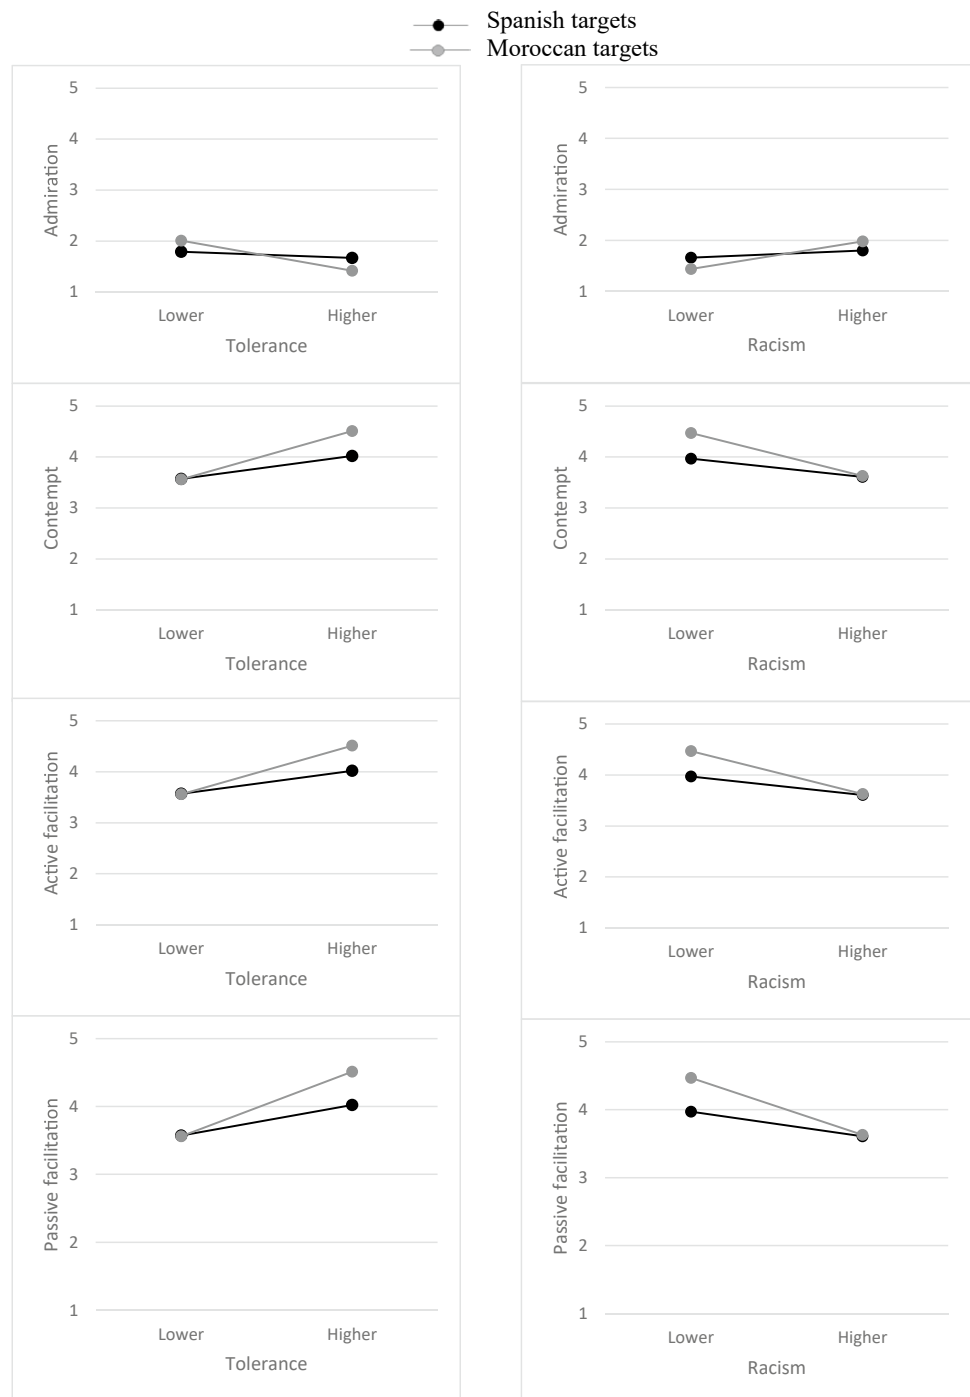 Spanish targets
Moroccan targets
5
4
3
2
1
Admiration
Lower Higher
Tolerance
5
4
3
2
1
Admiration
Lower Higher
Racism
5
4
3
2
1
Contempt
Lower Higher
Tolerance
5
4
3
2
1
Contempt
Lower Higher
Racism
5
4
3
2
1
Active facilitation
Lower Higher
Tolerance
5
4
3
2
1
Active facilitation
Lower Higher
Racism
5
4
3
2
1
Passive facilitation
Lower Higher
Tolerance
5
4
3
2
1
Passive facilitation
Lower Higher
Racism